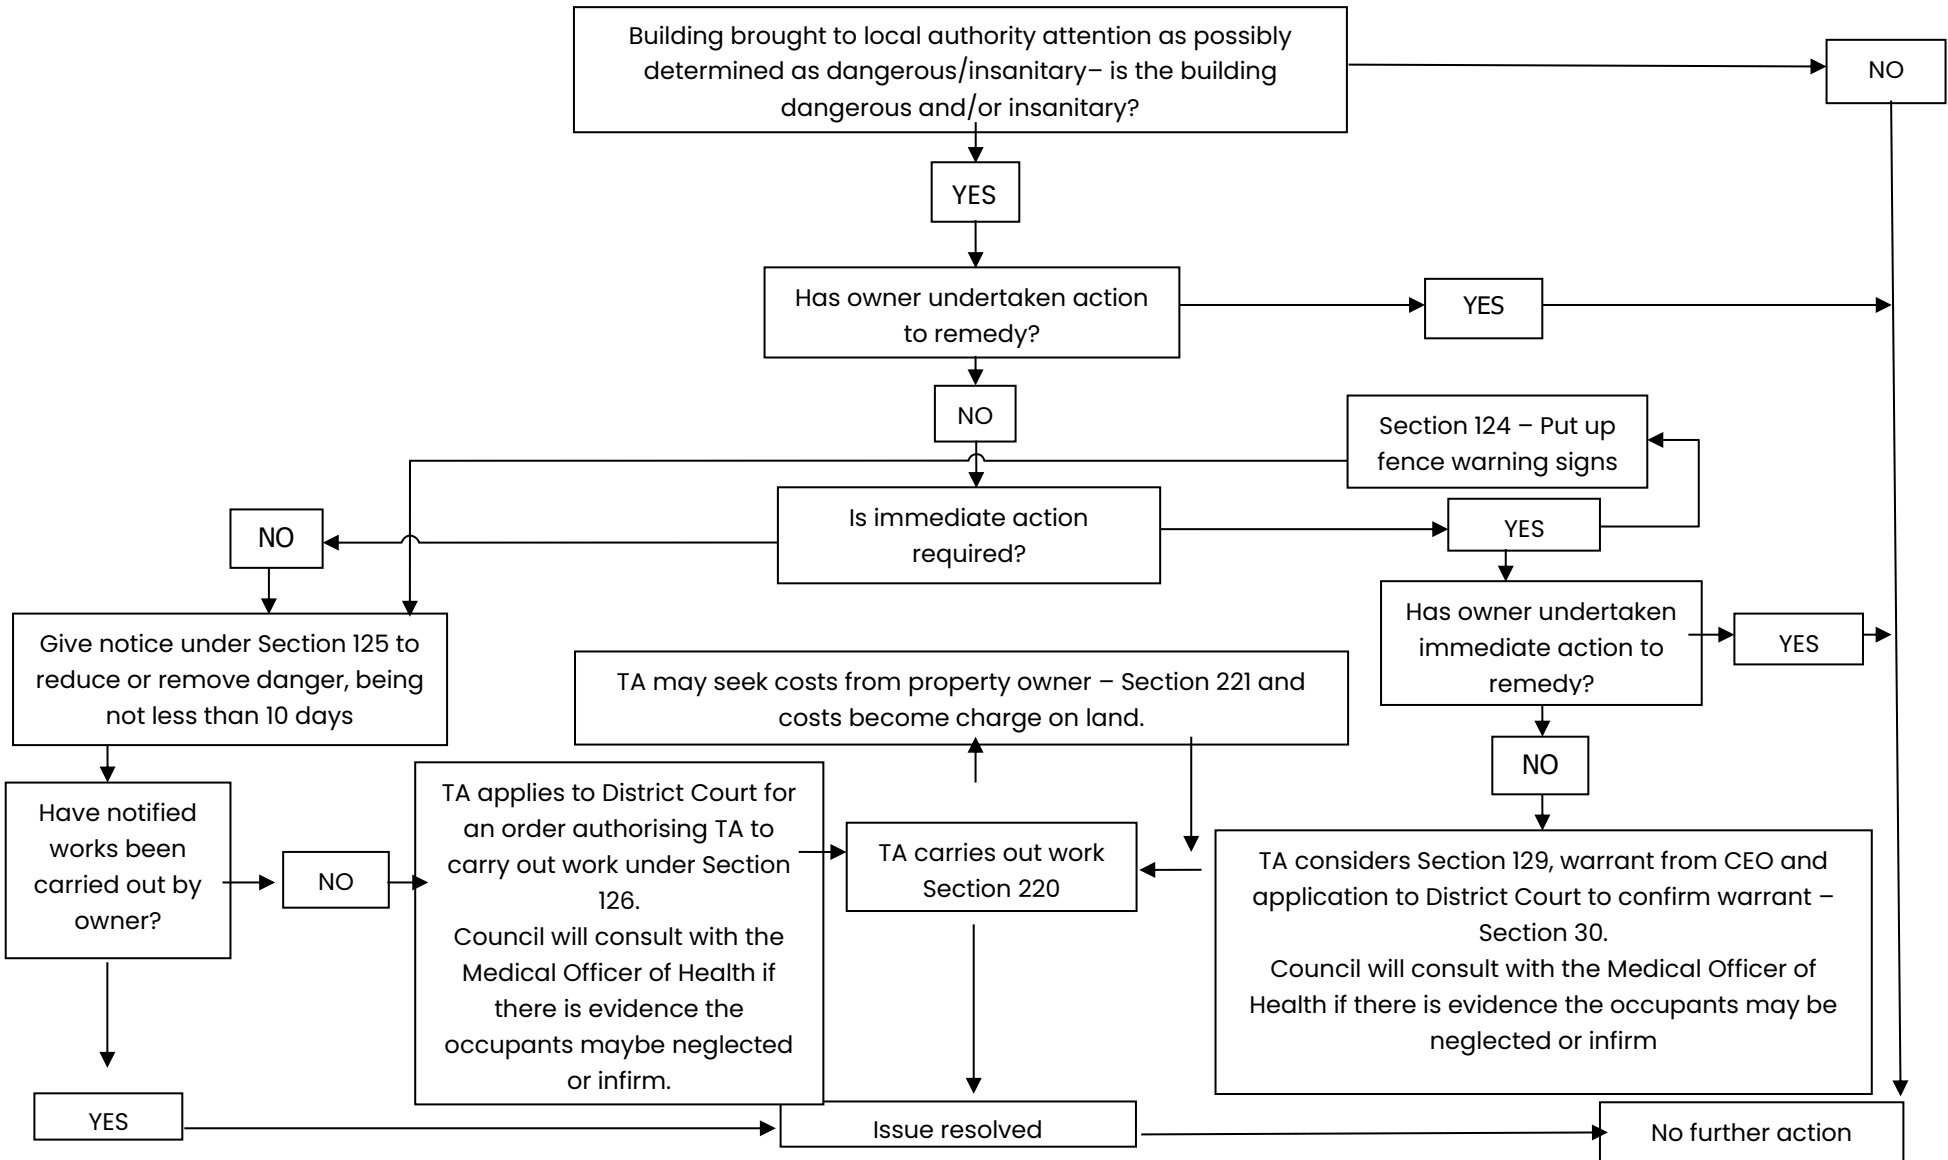 Building brought to local authority attention as possibly
determined as dangerous/insanitary– is the building
dangerous and/or insanitary?
NO
YES
Has owner undertaken action
to remedy?
YES
NO
Section 124 – Put up
fence warning signs
Is immediate action
required?
NO
YES
Has owner undertaken
immediate action to
remedy?
YES
Give notice under Section 125 to
reduce or remove danger, being
not less than 10 days
TA may seek costs from property owner – Section 221 and
costs become charge on land.
NO
Have notified
works been
carried out by
owner?
NO
TA applies to District Court for
an order authorising TA to
carry out work under Section
126.
Council will consult with the
Medical Officer of Health if
there is evidence the
occupants maybe neglected
or infirm.
TA carries out work
Section 220
TA considers Section 129, warrant from CEO and
application to District Court to confirm warrant –
Section 30.
Council will consult with the Medical Officer of
Health if there is evidence the occupants may be
neglected or infirm
YES
Issue resolved
No further action